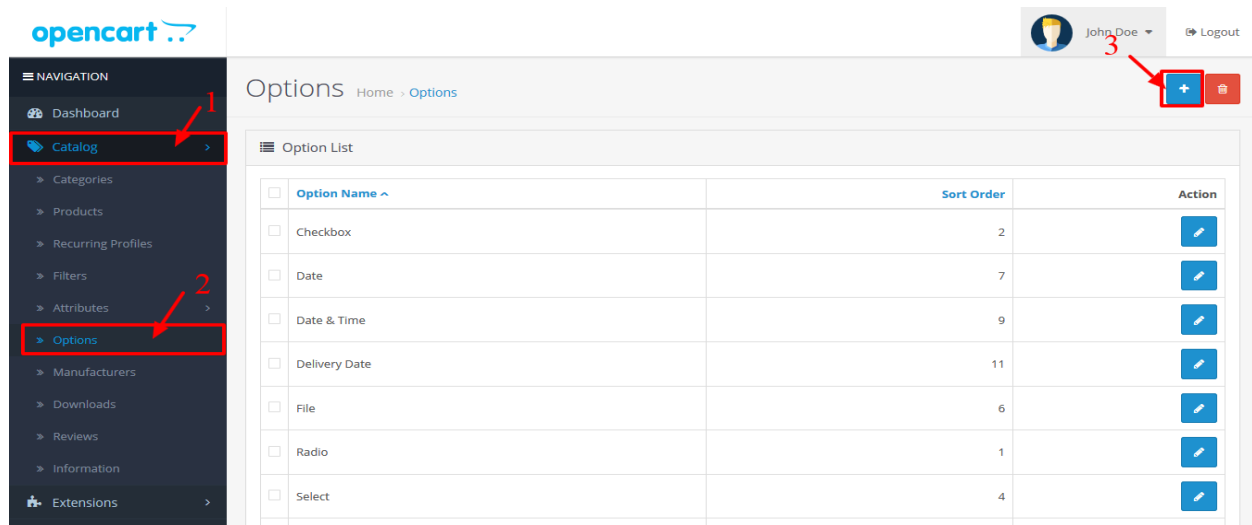 opencart
John Doe
Logout
3
NAVIGATION
Options Home › Options
1
Dashboard
Catalog
Option List
Categories
Option Name Sort Order Action
Products
Checkbox 2
Recurring Profiles
Filters
Date 7
2
Attributes
Date & Time 9
Options
Delivery Date 11
Manufacturers
Downloads
File 6
Reviews
Radio 1
Information
Select 4
Extensions